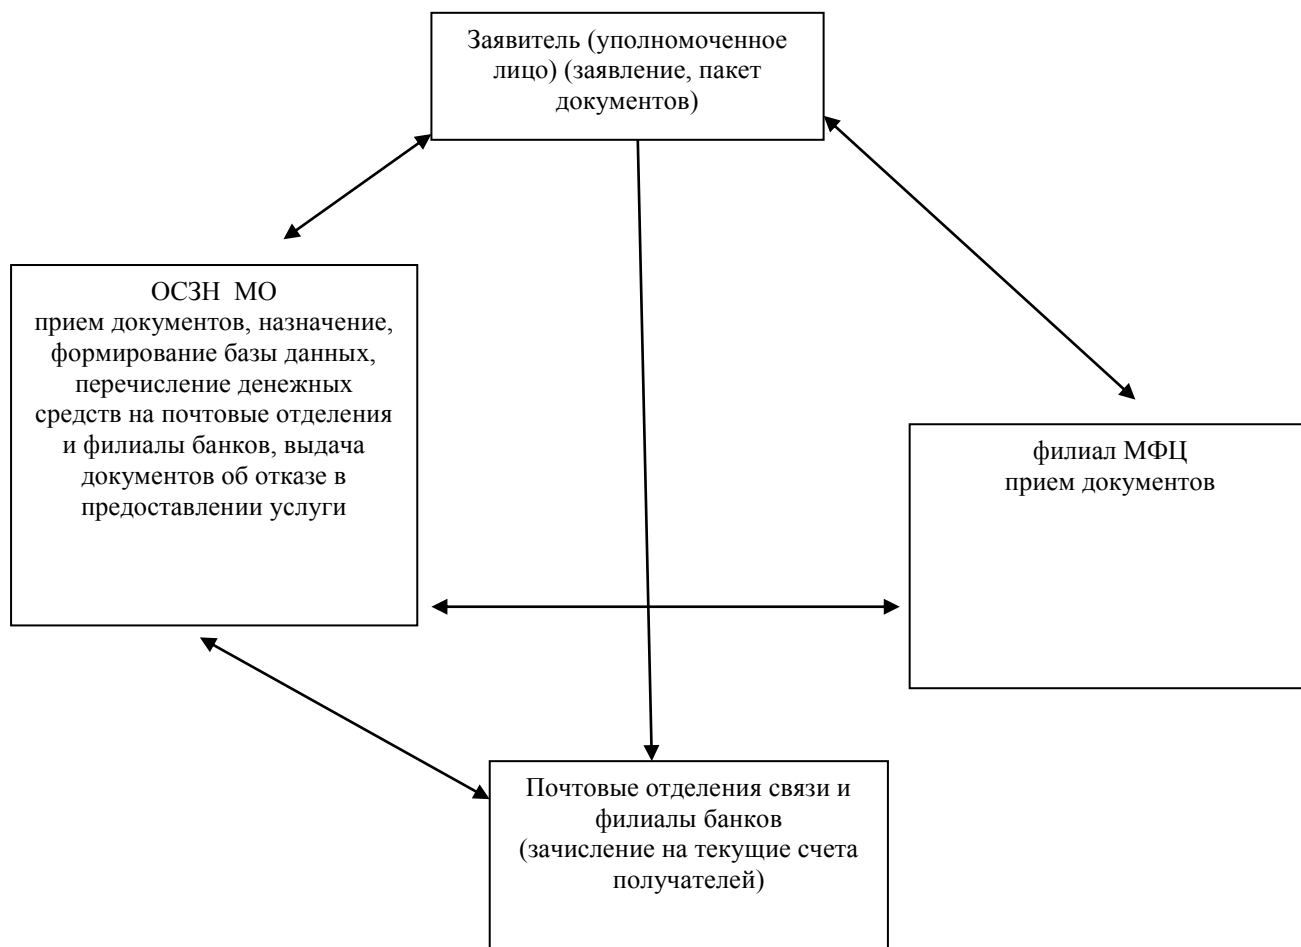 Заявитель (уполномоченное
лицо) (заявление, пакет
документов)
ОСЗН  МО
прием документов, назначение,
формирование базы данных,
перечисление денежных
средств на почтовые отделения
и филиалы банков, выдача
документов об отказе в
предоставлении услуги
филиал МФЦ
прием документов
Почтовые отделения связи и
филиалы банков
(зачисление на текущие счета
получателей)